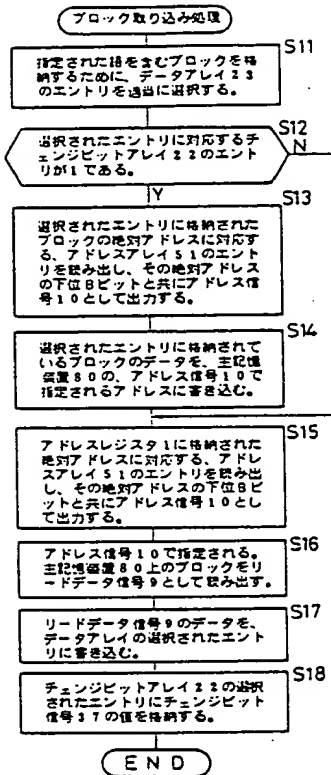 ブロック取り込み処理
S11
指定された語を含むブロックを格
納するために、データアレイ23
のエントリを適当に選択する。
S12
選択されたエントリに対応するチ
ェンジビットアレイ22のエント
リが1である。
N
Y
S13
選択されたエントリに格納された
ブロックの絶対アドレスに対応す
る、アドレスアレイ51のエント
リを読み出し、その絶対アドレス
の下位Bビットと共にアドレス信
号10として出力する。
S14
選択されたエントリに格納されて
いるブロックのデータを、主記憶
装置80の、アドレス信号10で
指定されるアドレスに書き込む。
S15
アドレスレジスタ1に格納された
絶対アドレスに対応する、アドレ
スアレイ51のエントリを読み出
し、その絶対アドレスの下位Bビ
ットと共にアドレス信号10とし
て出力する。
S16
アドレス信号10で指定される。
主記憶装置80上のブロックをリ
ードデータ信号9として読み出す。
S17
リードデータ信号9のデータを、
データアレイの選択されたエント
リに書き込む。
S18
チェンジビットアレイ22の選択
されたエントリにチェンジビット
信号37の値を格納する。
END